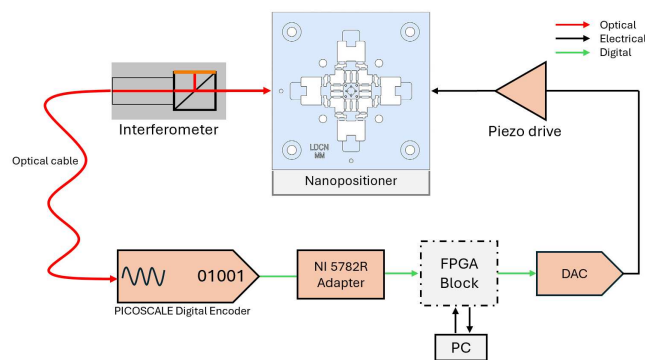 Optical
Electrical
Digital
Interferometer
Piezo drive
Optical cable
LDCN
MM
Nanopositioner
01001
PICOSCALE Digital Encoder
NI 5782R
Adapter
FPGA
Block
DAC
PC